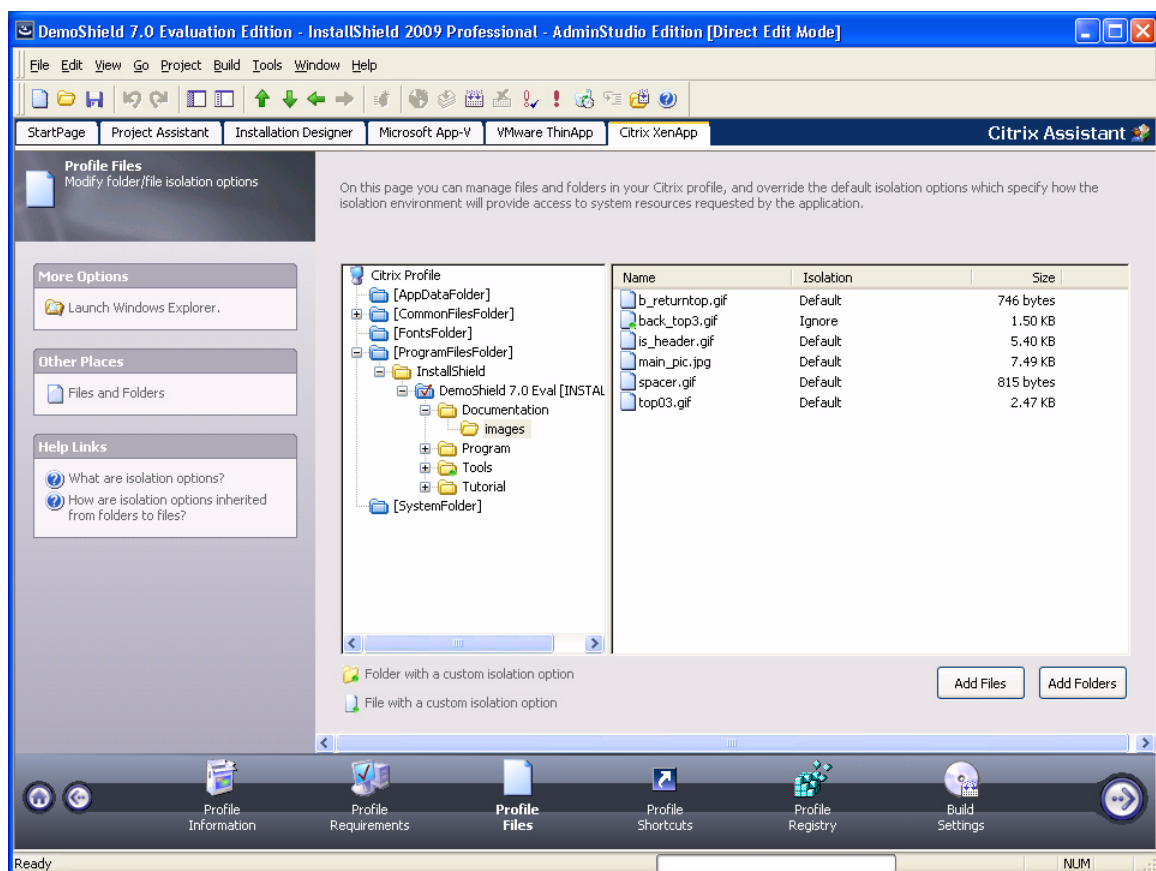 DemoShield 7.0 Evaluation Edition - InstallShield 2009 Professional - AdminStudio Edition [Direct Edit Mode]
File Edit View Go Project Build Tools Window Help
StartPage Project Assistant Installation Designer Microsoft App-V VMware ThinApp Citrix XenApp Citrix Assistant
Profile Files
Modify folder/file isolation options
On this page you can manage files and folders in your Citrix profile, and override the default isolation options which specify how the
isolation environment will provide access to system resources requested by the application.
More Options
Launch Windows Explorer.
Other Places
Files and Folders
Help Links
What are isolation options?
How are isolation options inherited
from folders to files?
Citrix Profile
[AppDataFolder]
[CommonFilesFolder]
[FontsFolder]
[ProgramFilesFolder]
InstallShield
DemoShield 7.0 Eval [INSTAL
Documentation
images
Program
Tools
Tutorial
[SystemFolder]
Name Isolation Size
b_returntop.gif Default 746 bytes
back_top3.gif Ignore 1.50 KB
is_header.gif Default 5.40 KB
main_pic.jpg Default 7.49 KB
spacer.gif Default 815 bytes
top03.gif Default 2.47 KB
Folder with a custom isolation option
File with a custom isolation option
Add Files Add Folders
Profile
Information
Profile
Requirements
Profile
Files
Profile
Shortcuts
Profile
Registry
Build
Settings
Ready NUM